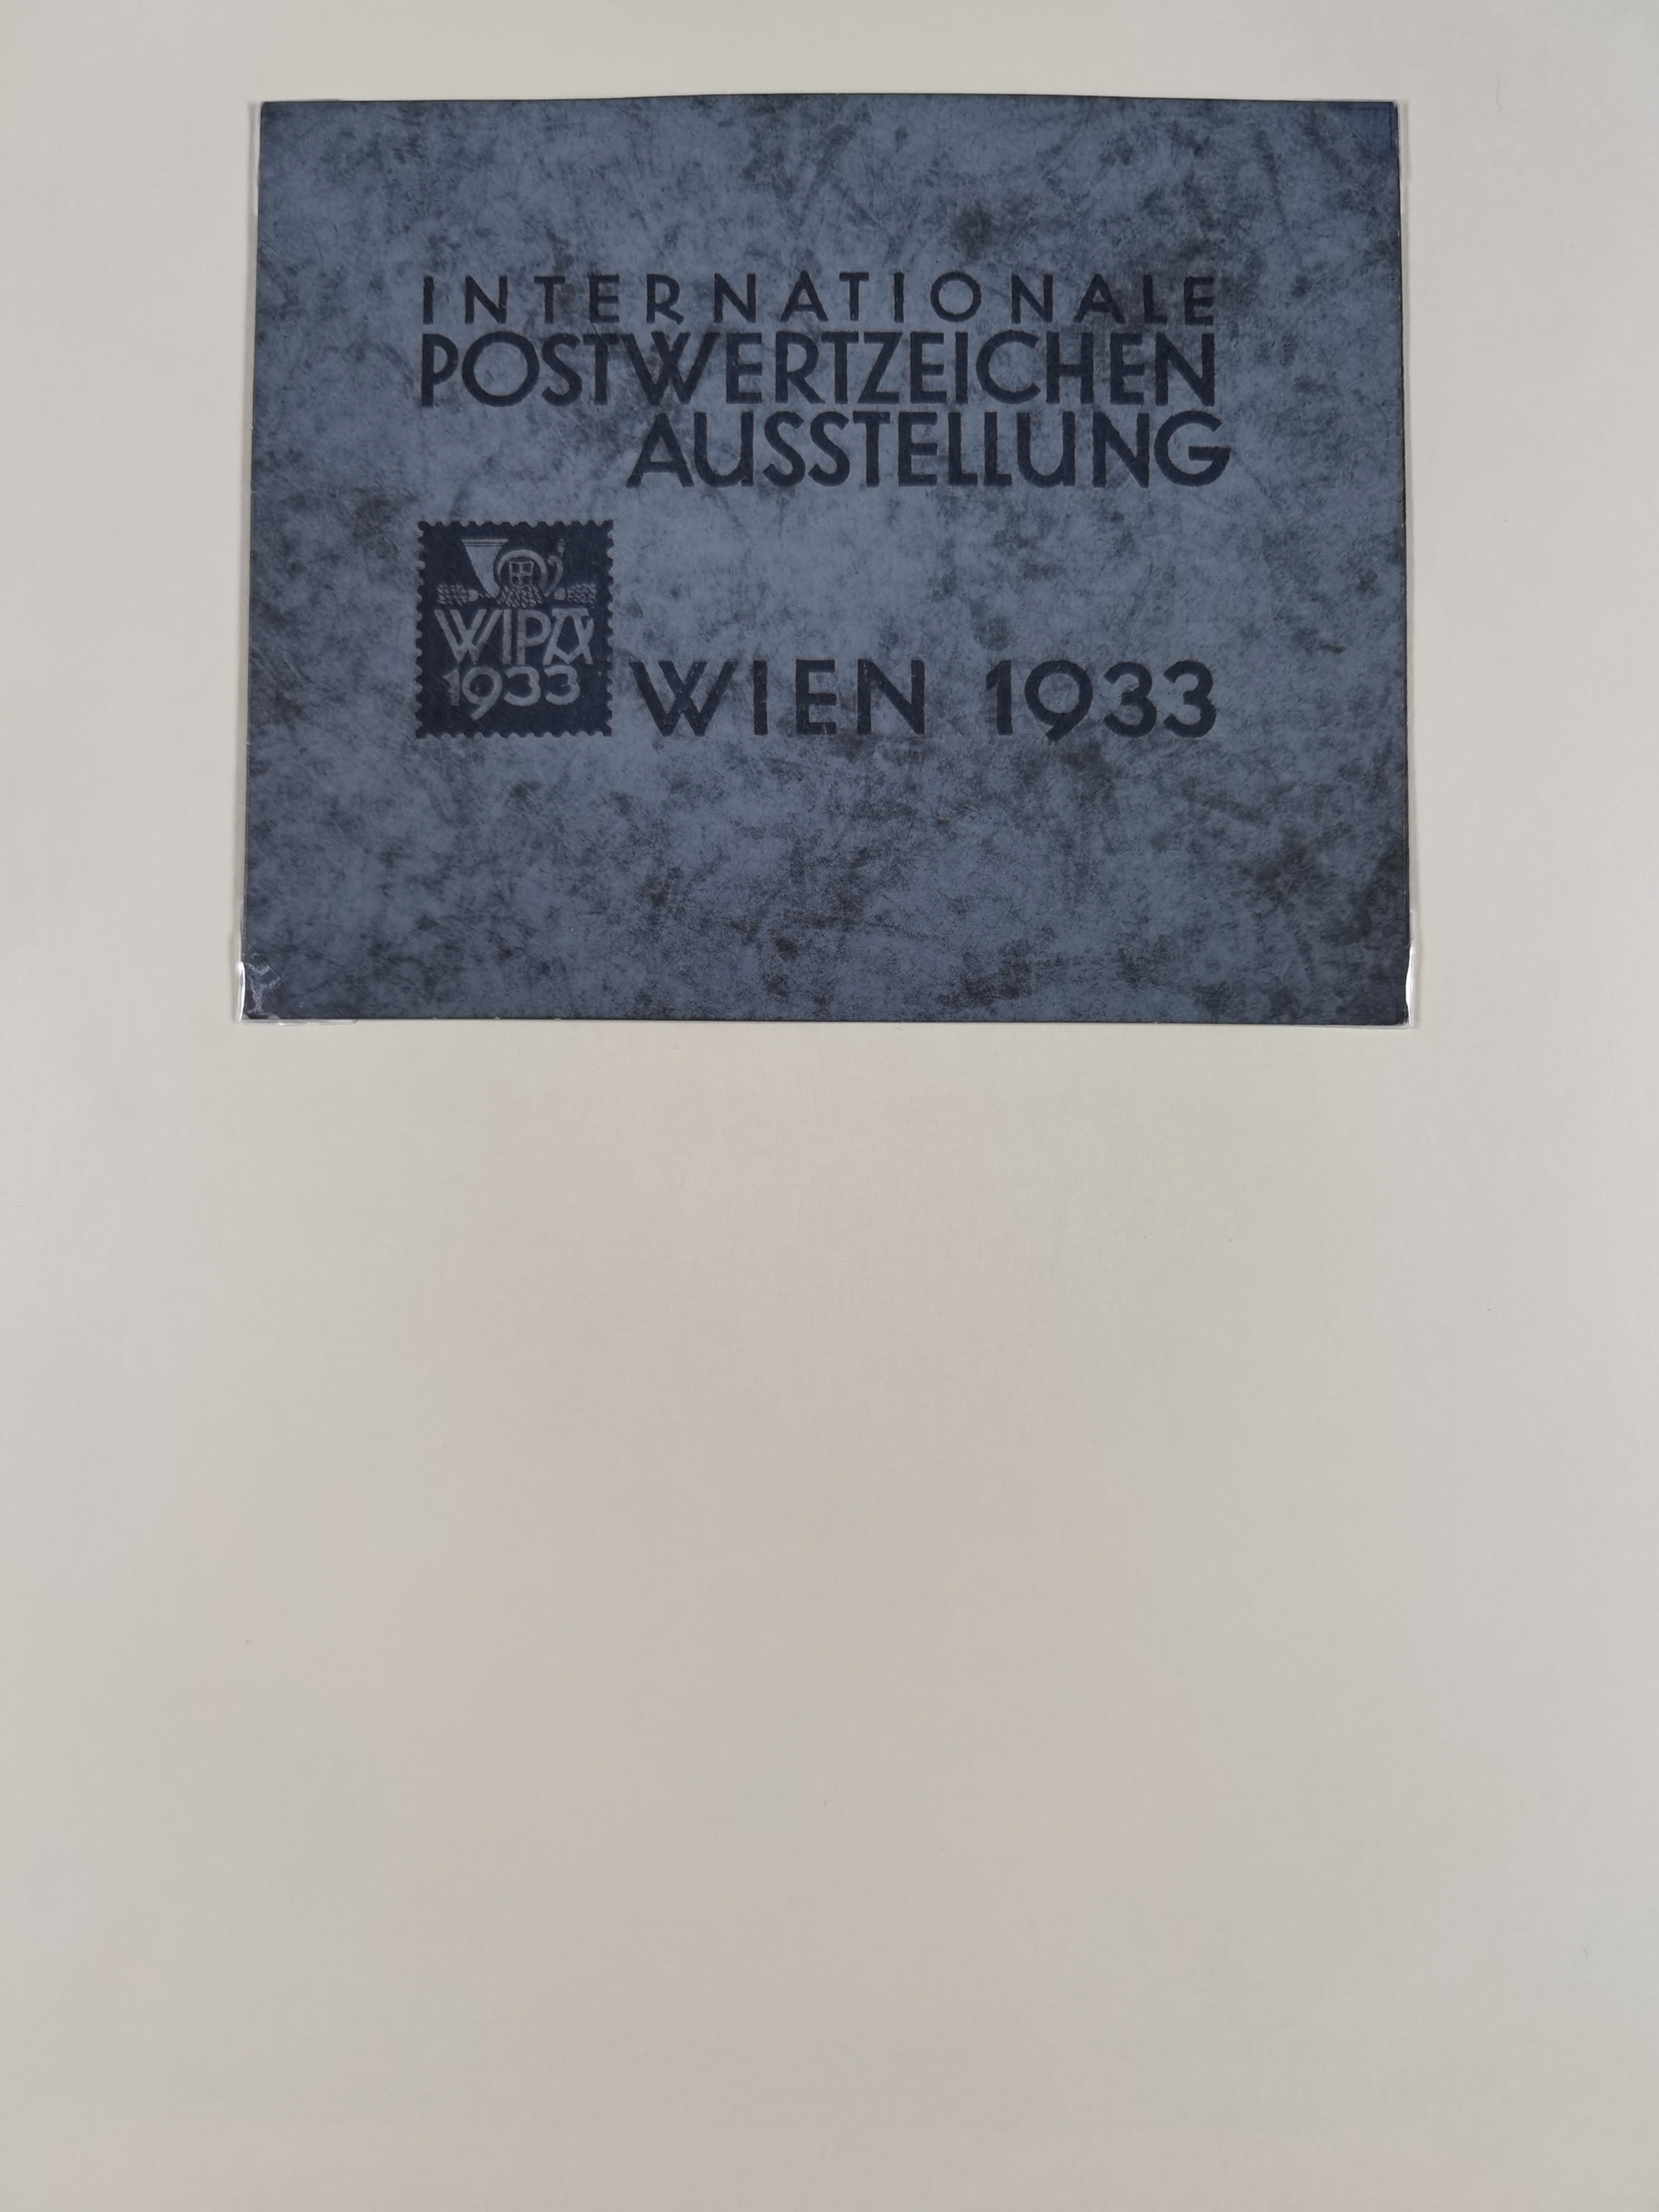 INTERNATIONALE
POSTWERTZEICHEN
AUSSTELLUNG
WIPA
1933
WIEN 1933